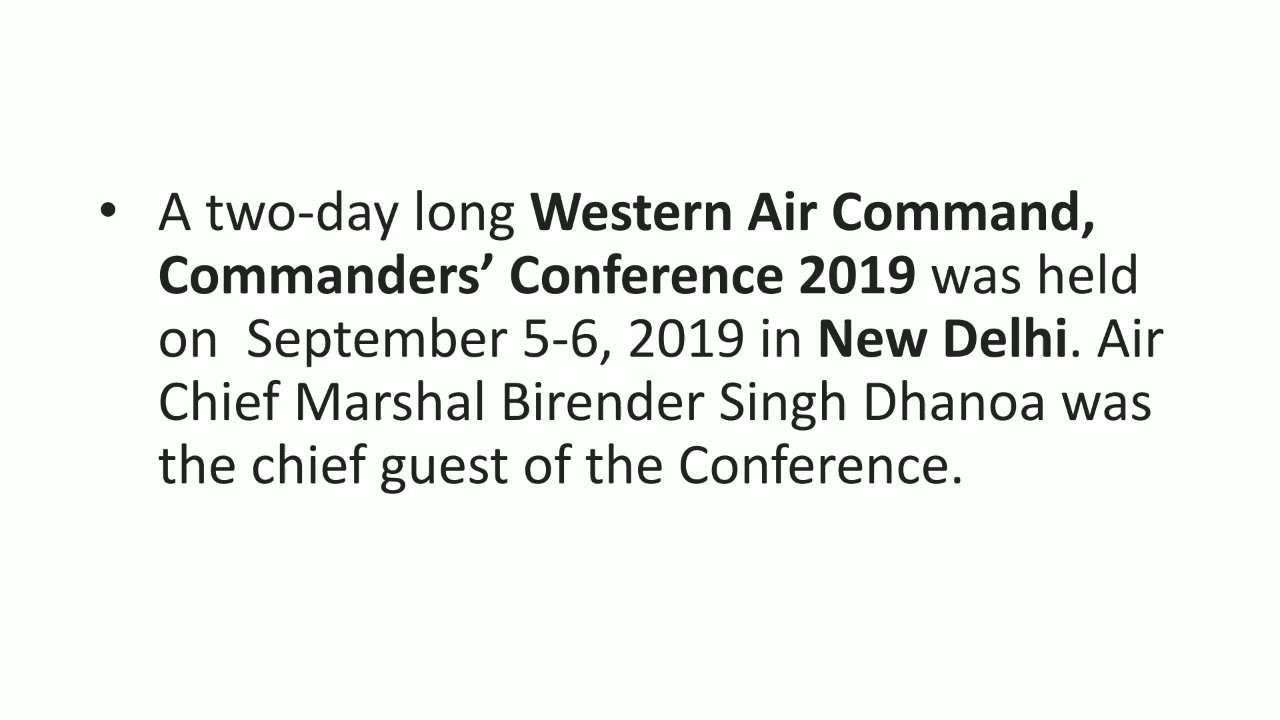 • A two-day long Western Air Command,
Commanders’ Conference 2019 was held
on  September 5-6, 2019 in New Delhi. Air
Chief Marshal Birender Singh Dhanoa was
the chief guest of the Conference.